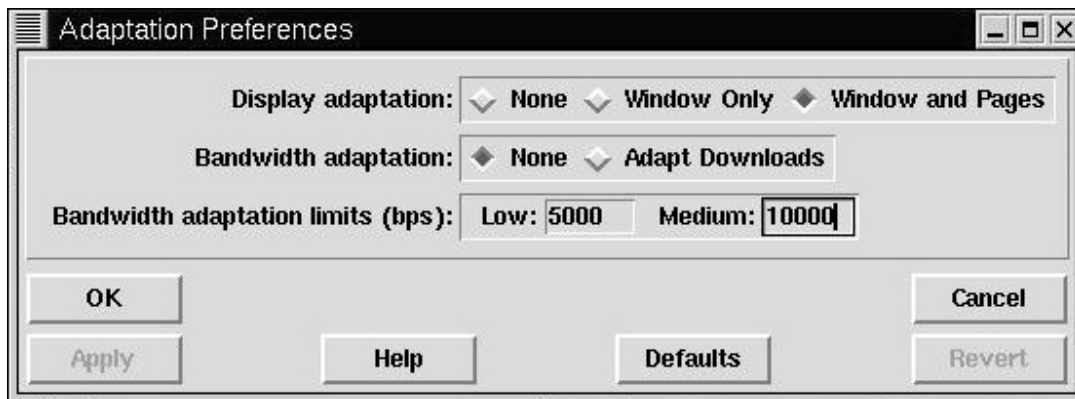 Adaptation Preferences
Display adaptation: None Window Only Window and Pages
Bandwidth adaptation: None Adapt Downloads
Bandwidth adaptation limits (bps): Low: 5000 Medium: 10000
OK Cancel
Apply Help Defaults Revert